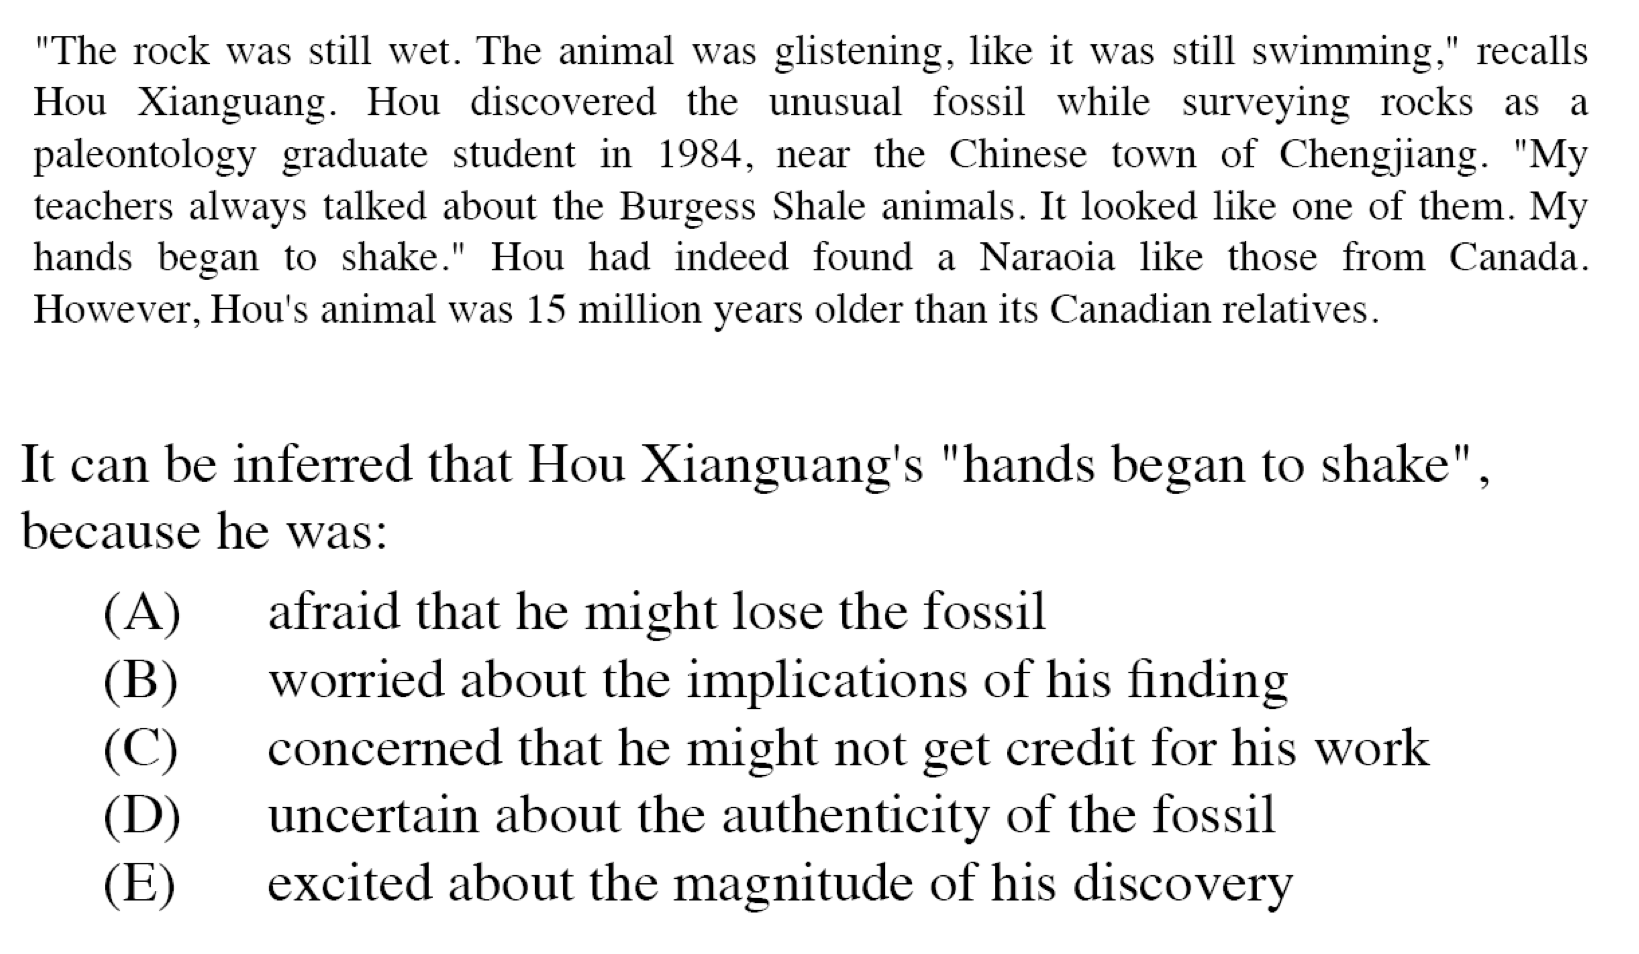 "The rock was still wet. The animal was glistening, like it was still swimming," recalls
Hou Xianguang. Hou discovered the unusual fossil while surveying rocks as a
paleontology graduate student in 1984, near the Chinese town of Chengjiang. "My
teachers always talked about the Burgess Shale animals. It looked like one of them. My
hands began to shake." Hou had indeed found a Naraoia like those from Canada.
However, Hou's animal was 15 million years older than its Canadian relatives.
It can be inferred that Hou Xianguang's "hands began to shake",
because he was:
(A) afraid that he might lose the fossil
(B) worried about the implications of his finding
(C) concerned that he might not get credit for his work
(D) uncertain about the authenticity of the fossil
(E) excited about the magnitude of his discovery